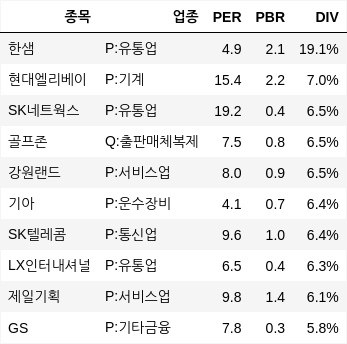 종목 업종 PER PBR DIV
한샘 P:유통업 4.9 2.1 19.1%
현대엘리베이 P:기계 15.4 2.2 7.0%
SK네트웍스 P:유통업 19.2 0.4 6.5%
골프존 Q:출판매체복제 7.5 0.8 6.5%
강원랜드 P:서비스업 8.0 0.9 6.5%
기아 P:운수장비 4.1 0.7 6.4%
SK텔레콤 P:통신업 9.6 1.0 6.4%
LX인터내셔널 P:유통업 6.5 0.4 6.3%
제일기획 P:서비스업 9.8 1.4 6.1%
GS P:기타금융 7.8 0.3 5.8%